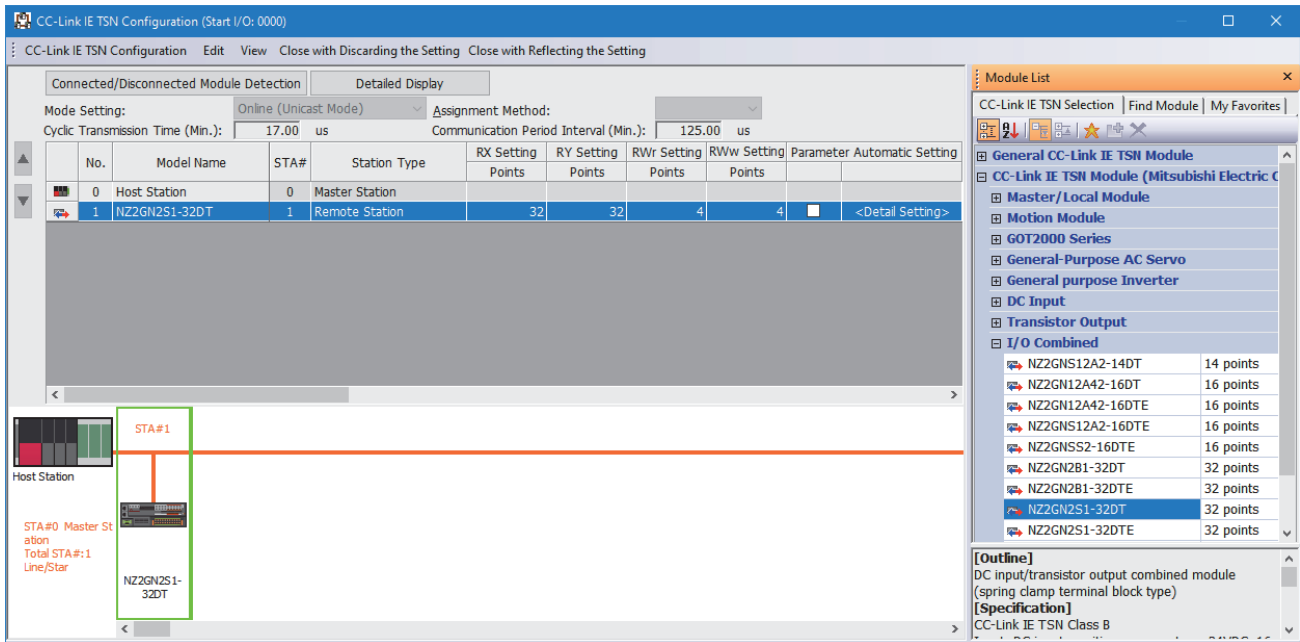 CC-Link IE TSN Configuration (Start I/O: 0000)
CC-Link IE TSN Configuration Edit View Close with Discarding the Setting Close with Reflecting the Setting
Connected/Disconnected Module Detection Detailed Display
Mode Setting: Online (Unicast Mode) Assignment Method:
Cyclic Transmission Time (Min.): 17.00 us Communication Period Interval (Min.): 125.00 us
No. Model Name STA# Station Type RX Setting RY Setting RWr Setting RWw Setting Parameter Automatic Setting
Points Points Points Points
0 Host Station 0 Master Station
1 NZ2GN2S1-32DT 1 Remote Station 32 32 4 4 <Detail Setting>
STA#1
Host Station
STA#0 Master St
ation
Total STA#:1
Line/Star
NZ2GN2S1-
32DT
Module List
CC-Link IE TSN Selection Find Module My Favorites
General CC-Link IE TSN Module
CC-Link IE TSN Module (Mitsubishi Electric C
Master/Local Module
Motion Module
GOT2000 Series
General-Purpose AC Servo
General purpose Inverter
DC Input
Transistor Output
I/O Combined
NZ2GNS12A2-14DT 14 points
NZ2GN12A42-16DT 16 points
NZ2GN12A42-16DTE 16 points
NZ2GNS12A2-16DTE 16 points
NZ2GNSS2-16DTE 16 points
NZ2GN2B1-32DT 32 points
NZ2GN2B1-32DTE 32 points
NZ2GN2S1-32DT 32 points
NZ2GN2S1-32DTE 32 points
[Outline]
DC input/transistor output combined module
(spring clamp terminal block type)
[Specification]
CC-Link IE TSN Class B